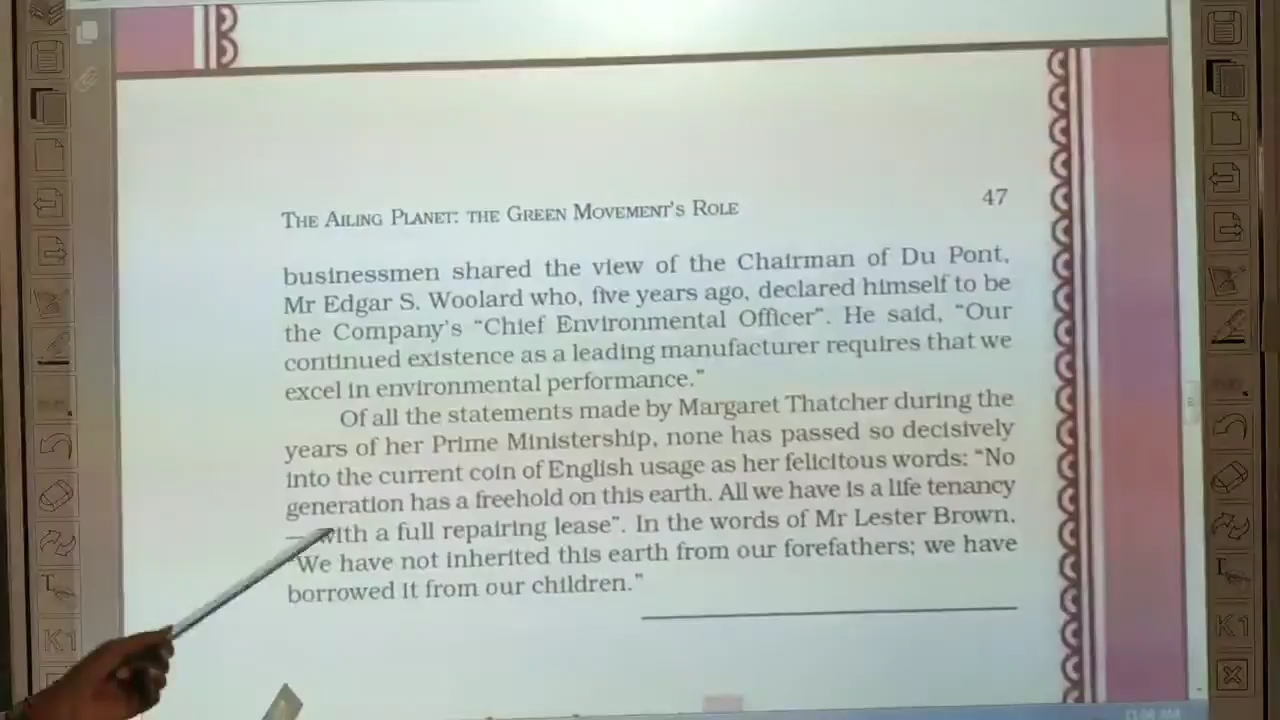 THE AILING PLANET: THE GREEN MOVEMENT'S ROLE 47
businessmen shared the view of the Chairman of Du Pont,
Mr Edgar S. Woolard who, five years ago, declared himself to be
the Company's “Chief Environmental Officer”. He said, “Our
continued existence as a leading manufacturer requires that we
excel in environmental performance.”
Of all the statements made by Margaret Thatcher during the
years of her Prime Ministership, none has passed so decisively
into the current coin of English usage as her felicitous words: “No
generation has a freehold on this earth. All we have is a life tenancy
— with a full repairing lease”. In the words of Mr Lester Brown,
“We have not inherited this earth from our forefathers; we have
borrowed it from our children.”
K1
K1